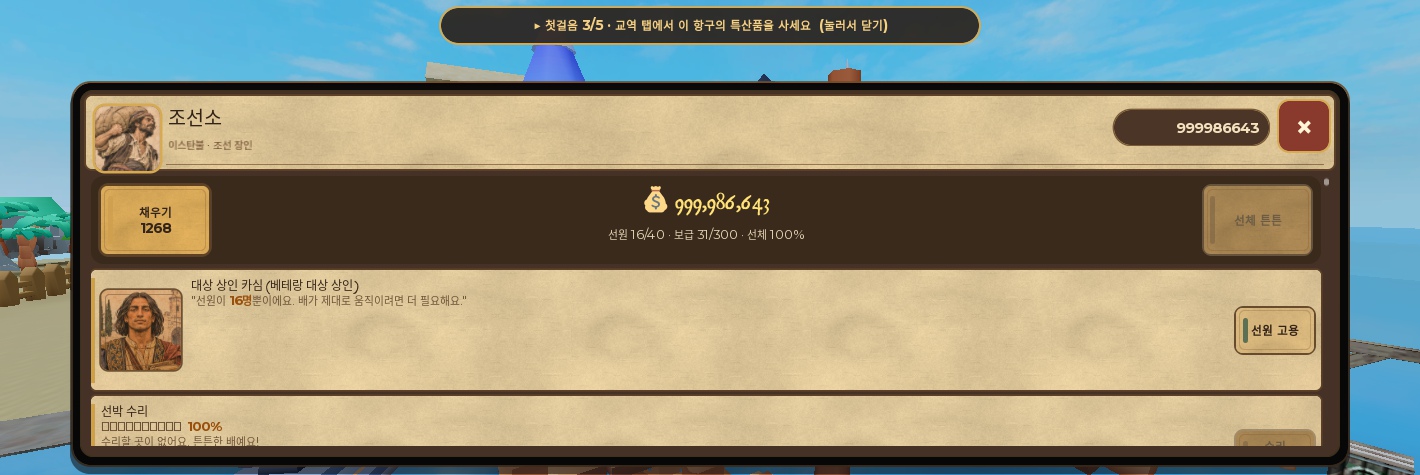 ▸ 첫걸음 3/5 · 교역 탭에서 이 항구의 특산품을 사세요 (눌러서 닫기)
조선소
이스탄불 · 조선 장인
999986643
×
채우기
1268
999,986,643
선원 16/40 · 보급 31/300 · 선체 100%
선체 튼튼
대상 상인 카심 (베테랑 대상 상인)
"선원이 16명뿐이에요. 배가 제대로 움직이려면 더 필요해요."
선원 고용
선박 수리
□□□□□□□□□□ 100%
수리할 곳이 없어요. 튼튼한 배예요!
수리